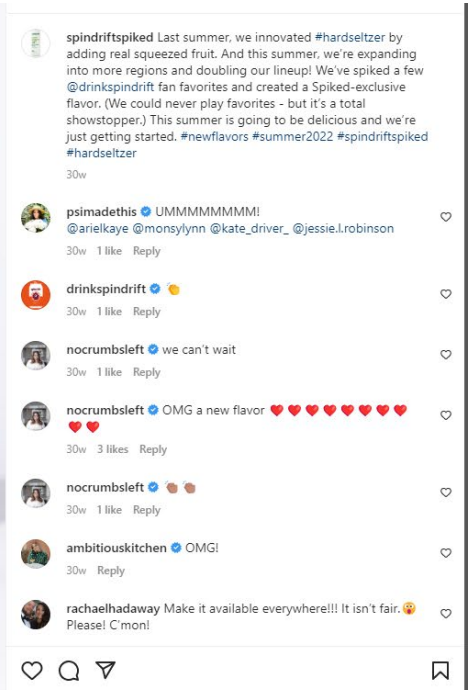 spindriftspiked Last summer, we innovated #hardseltzer by
adding real squeezed fruit. And this summer, we're expanding
into more regions and doubling our lineup! We've spiked a few
@drinkspindrift fan favorites and created a Spiked-exclusive
flavor. (We could never play favorites - but it's a total
showstopper.) This summer is going to be delicious and we're
just getting started. #newflavors #summer2022 #spindriftspiked
#hardseltzer
30w
psimadethis UMMMMMMMM!
@arielkaye @monsylynn @kate_driver_ @jessie.l.robinson
30w 1 like Reply
drinkspindrift 👏
30w 1 like Reply
nocrumbsleft we can't wait
30w 1 like Reply
nocrumbsleft OMG a new flavor ❤️❤️❤️❤️❤️❤️❤️❤️
❤️❤️
30w 3 likes Reply
nocrumbsleft 👏🏽👏🏽
30w 1 like Reply
ambitiouskitchen OMG!
30w Reply
rachaelhadaway Make it available everywhere!!! It isn't fair.😲
Please! C'mon!